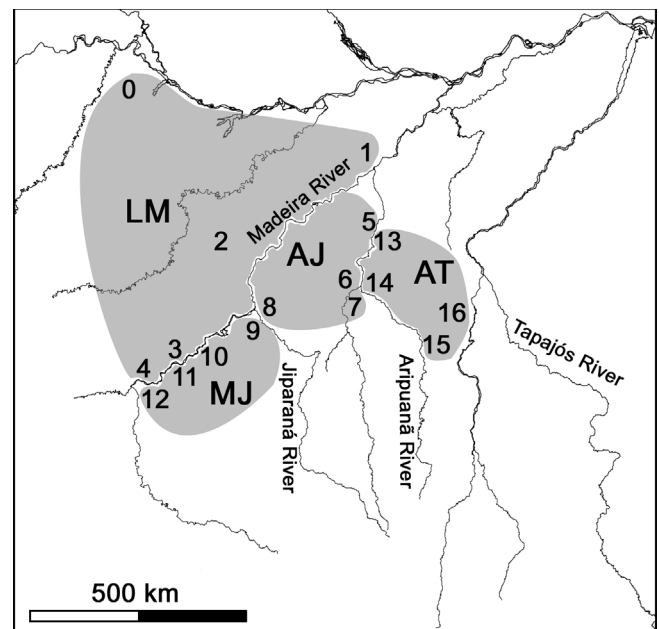 0
1
Madeira River
LM
5
2
13
AJ
AT
6
14
7
16
8
9
3
10
15
4
11
12
MJ
Jiparaná River
Aripuanã River
Tapajós River
500 km